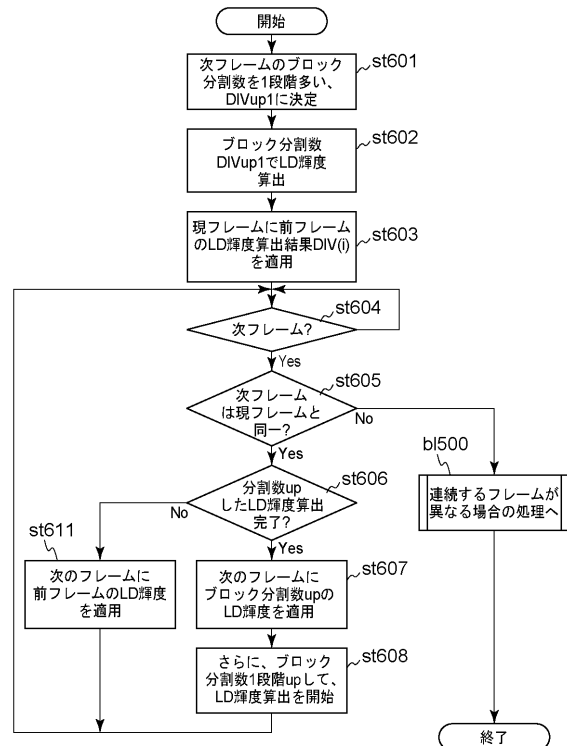 開始
次フレームのブロック
分割数を1段階多い、
DIVup1に決定
st601
ブロック分割数
DIVup1でLD輝度
算出
st602
現フレームに前フレーム
のLD輝度算出結果DIV(i)
を適用
st603
次フレーム?
st604
Yes
次フレーム
は現フレームと
同一?
st605
No
Yes
bl500
連続するフレームが
異なる場合の処理へ
分割数up
したLD輝度算出
完了?
st606
No
Yes
st611
次のフレームに
前フレームのLD輝度
を適用
次のフレームに
ブロック分割数upの
LD輝度を適用
st607
さらに、ブロック
分割数1段階upして、
LD輝度算出を開始
st608
終了